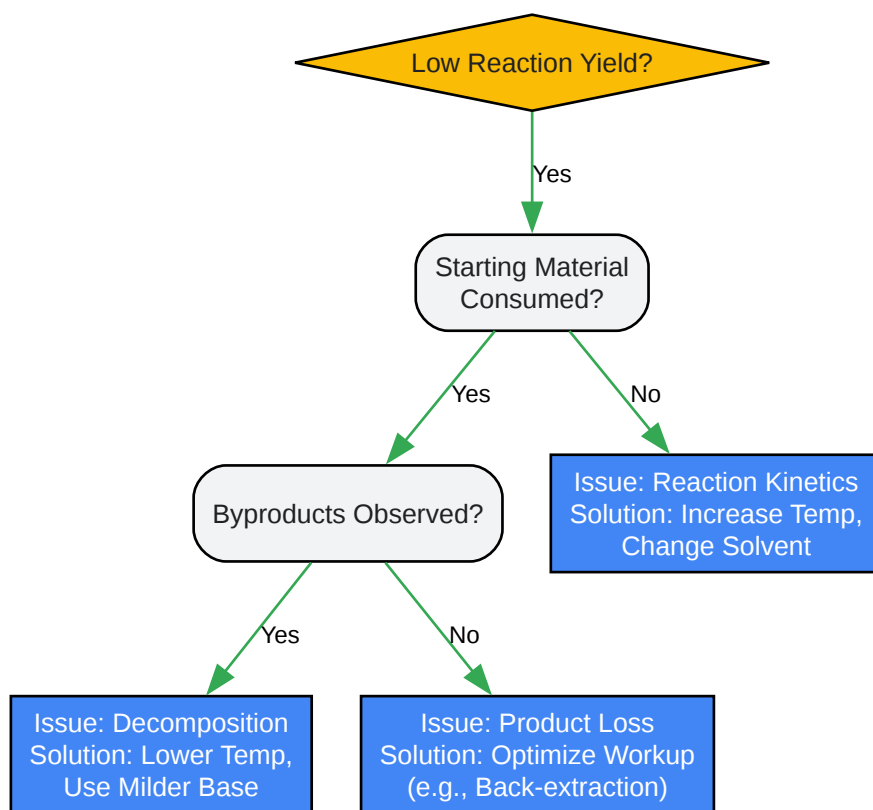 Low Reaction Yield?
Yes
Starting Material
Consumed?
Yes
No
Issue: Reaction Kinetics
Solution: Increase Temp,
Change Solvent
Byproducts Observed?
Yes
No
Issue: Decomposition
Solution: Lower Temp,
Use Milder Base
Issue: Product Loss
Solution: Optimize Workup
(e.g., Back-extraction)